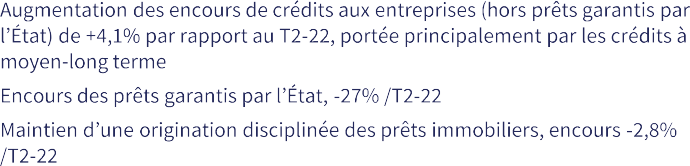 Augmentation des encours de crédits aux entreprises (hors prêts garantis par
l’État) de +4,1% par rapport au T2-22, portée principalement par les crédits à
moyen-long terme
Encours des prêts garantis par l’État, -27% /T2-22
Maintien d’une origination disciplinée des prêts immobiliers, encours -2,8%
/T2-22